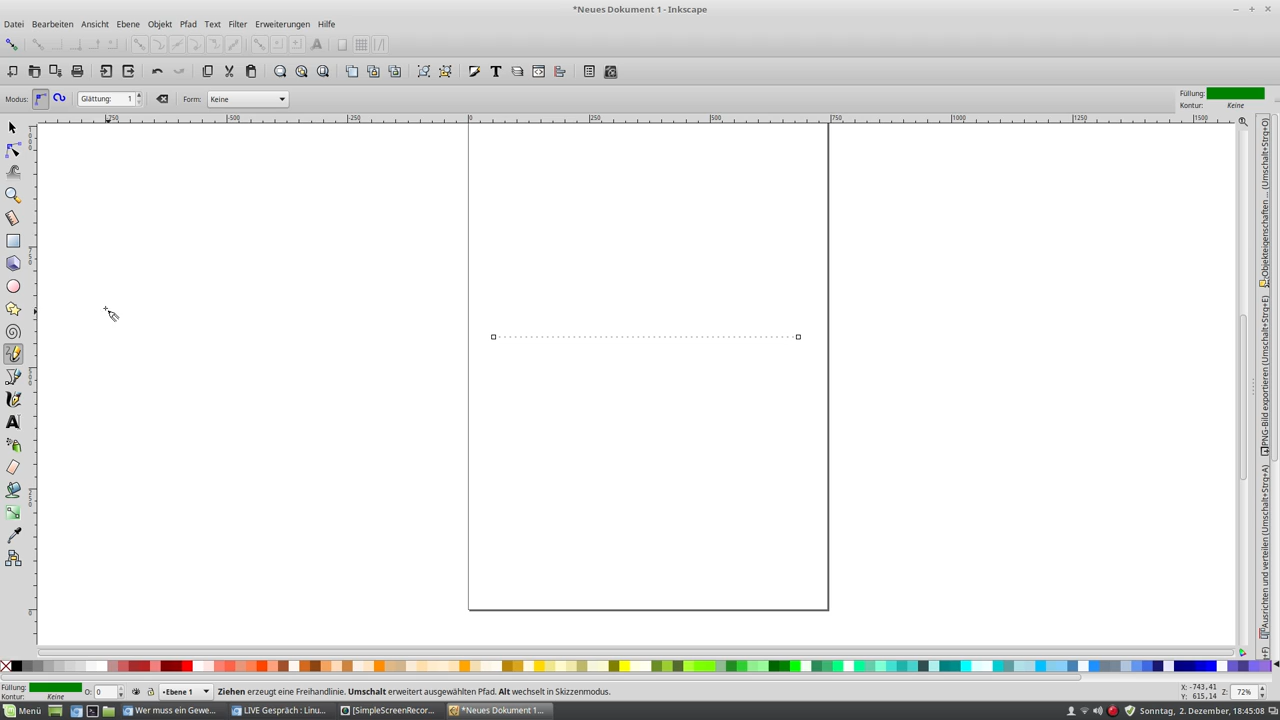 *Neues Dokument 1 - Inkscape
Datei Bearbeiten Ansicht Ebene Objekt Pfad Text Filter Erweiterungen Hilfe
Modus: Glättung: 1 Form: Keine
Füllung:
Kontur: Keine
-500 -250 0 250 500 750 1000 1250 1500
Objekteigenschaften ... (Umschalt+Strg+O)
PNG-Bild exportieren (Umschalt+Strg+E)
Ausrichten und verteilen (Umschalt+Strg+A)
Füllung:
Kontur: Keine
O: 0
Ebene 1
Ziehen erzeugt eine Freihandlinie. Umschalt erweitert ausgewählten Pfad. Alt wechselt in Skizzenmodus.
X: -743,41
Y: 615,14
Z: 72%
Menü
Wer muss ein Gewe...
LIVE Gespräch : Linu...
[SimpleScreenRecor...
*Neues Dokument 1...
Sonntag, 2. Dezember, 18:45:08